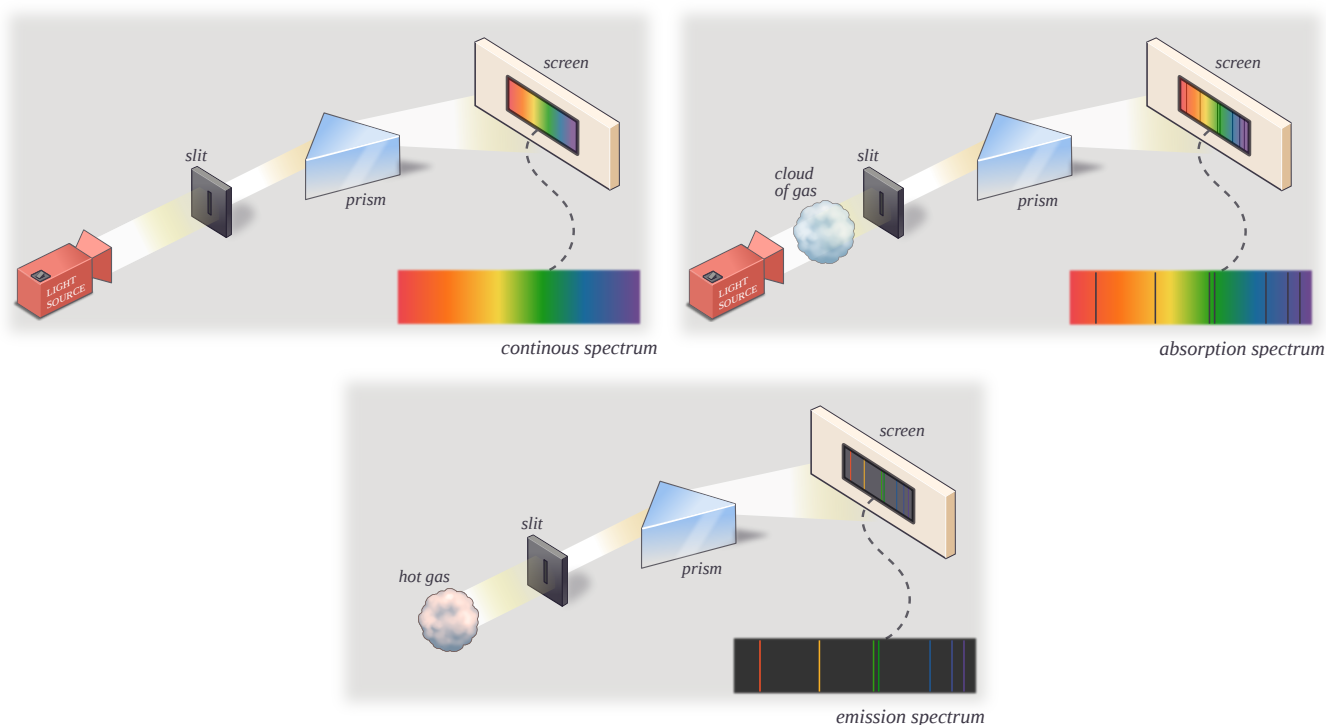 screen
slit
prism
LIGHT
SOURCE
continous spectrum
screen
slit
cloud
of gas
prism
LIGHT
SOURCE
absorption spectrum
screen
slit
hot gas
prism
emission spectrum